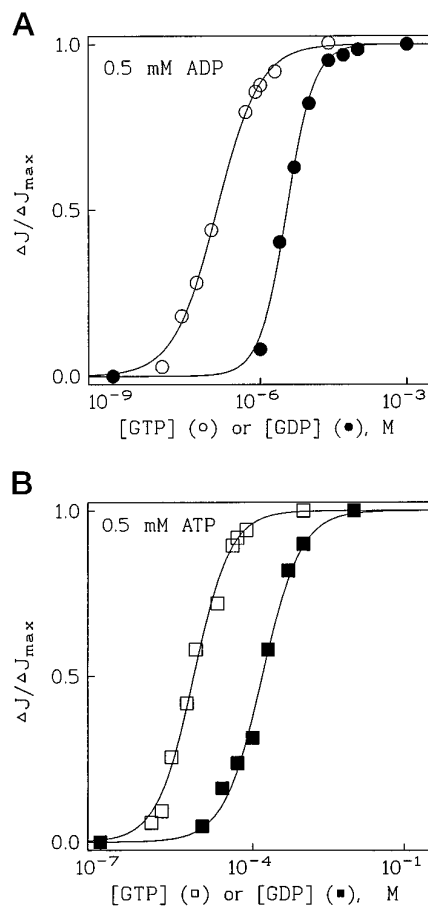 A
0.5 mM ADP
1.0
0.5
0.0
ΔJ/ΔJmax
10⁻⁹
10⁻⁶
10⁻³
[GTP] (○) or [GDP] (●), M
B
0.5 mM ATP
1.0
0.5
0.0
ΔJ/ΔJmax
10⁻⁷
10⁻⁴
10⁻¹
[GTP] (□) or [GDP] (■), M